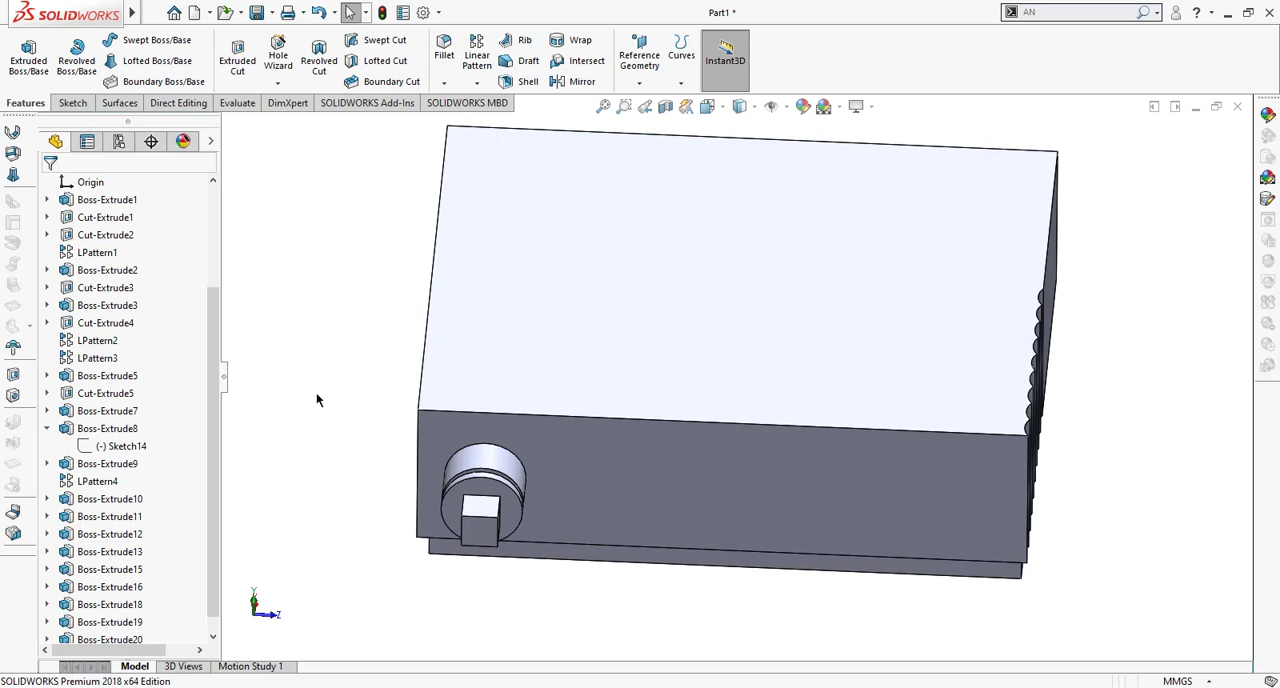 SOLIDWORKS
Part1 *
AN
Extruded Boss/Base
Revolved Boss/Base
Swept Boss/Base
Lofted Boss/Base
Boundary Boss/Base
Extruded Cut
Hole Wizard
Revolved Cut
Swept Cut
Lofted Cut
Boundary Cut
Fillet
Linear Pattern
Rib
Draft
Shell
Wrap
Intersect
Mirror
Reference Geometry
Curves
Instant3D
Features
Sketch
Surfaces
Direct Editing
Evaluate
DimXpert
SOLIDWORKS Add-Ins
SOLIDWORKS MBD
Origin
Boss-Extrude1
Cut-Extrude1
Cut-Extrude2
LPattern1
Boss-Extrude2
Cut-Extrude3
Boss-Extrude3
Cut-Extrude4
LPattern2
LPattern3
Boss-Extrude5
Cut-Extrude5
Boss-Extrude7
Boss-Extrude8
(-) Sketch14
Boss-Extrude9
LPattern4
Boss-Extrude10
Boss-Extrude11
Boss-Extrude12
Boss-Extrude13
Boss-Extrude15
Boss-Extrude16
Boss-Extrude18
Boss-Extrude19
Boss-Extrude20
Y
Z
Model
3D Views
Motion Study 1
SOLIDWORKS Premium 2018 x64 Edition
MMGS